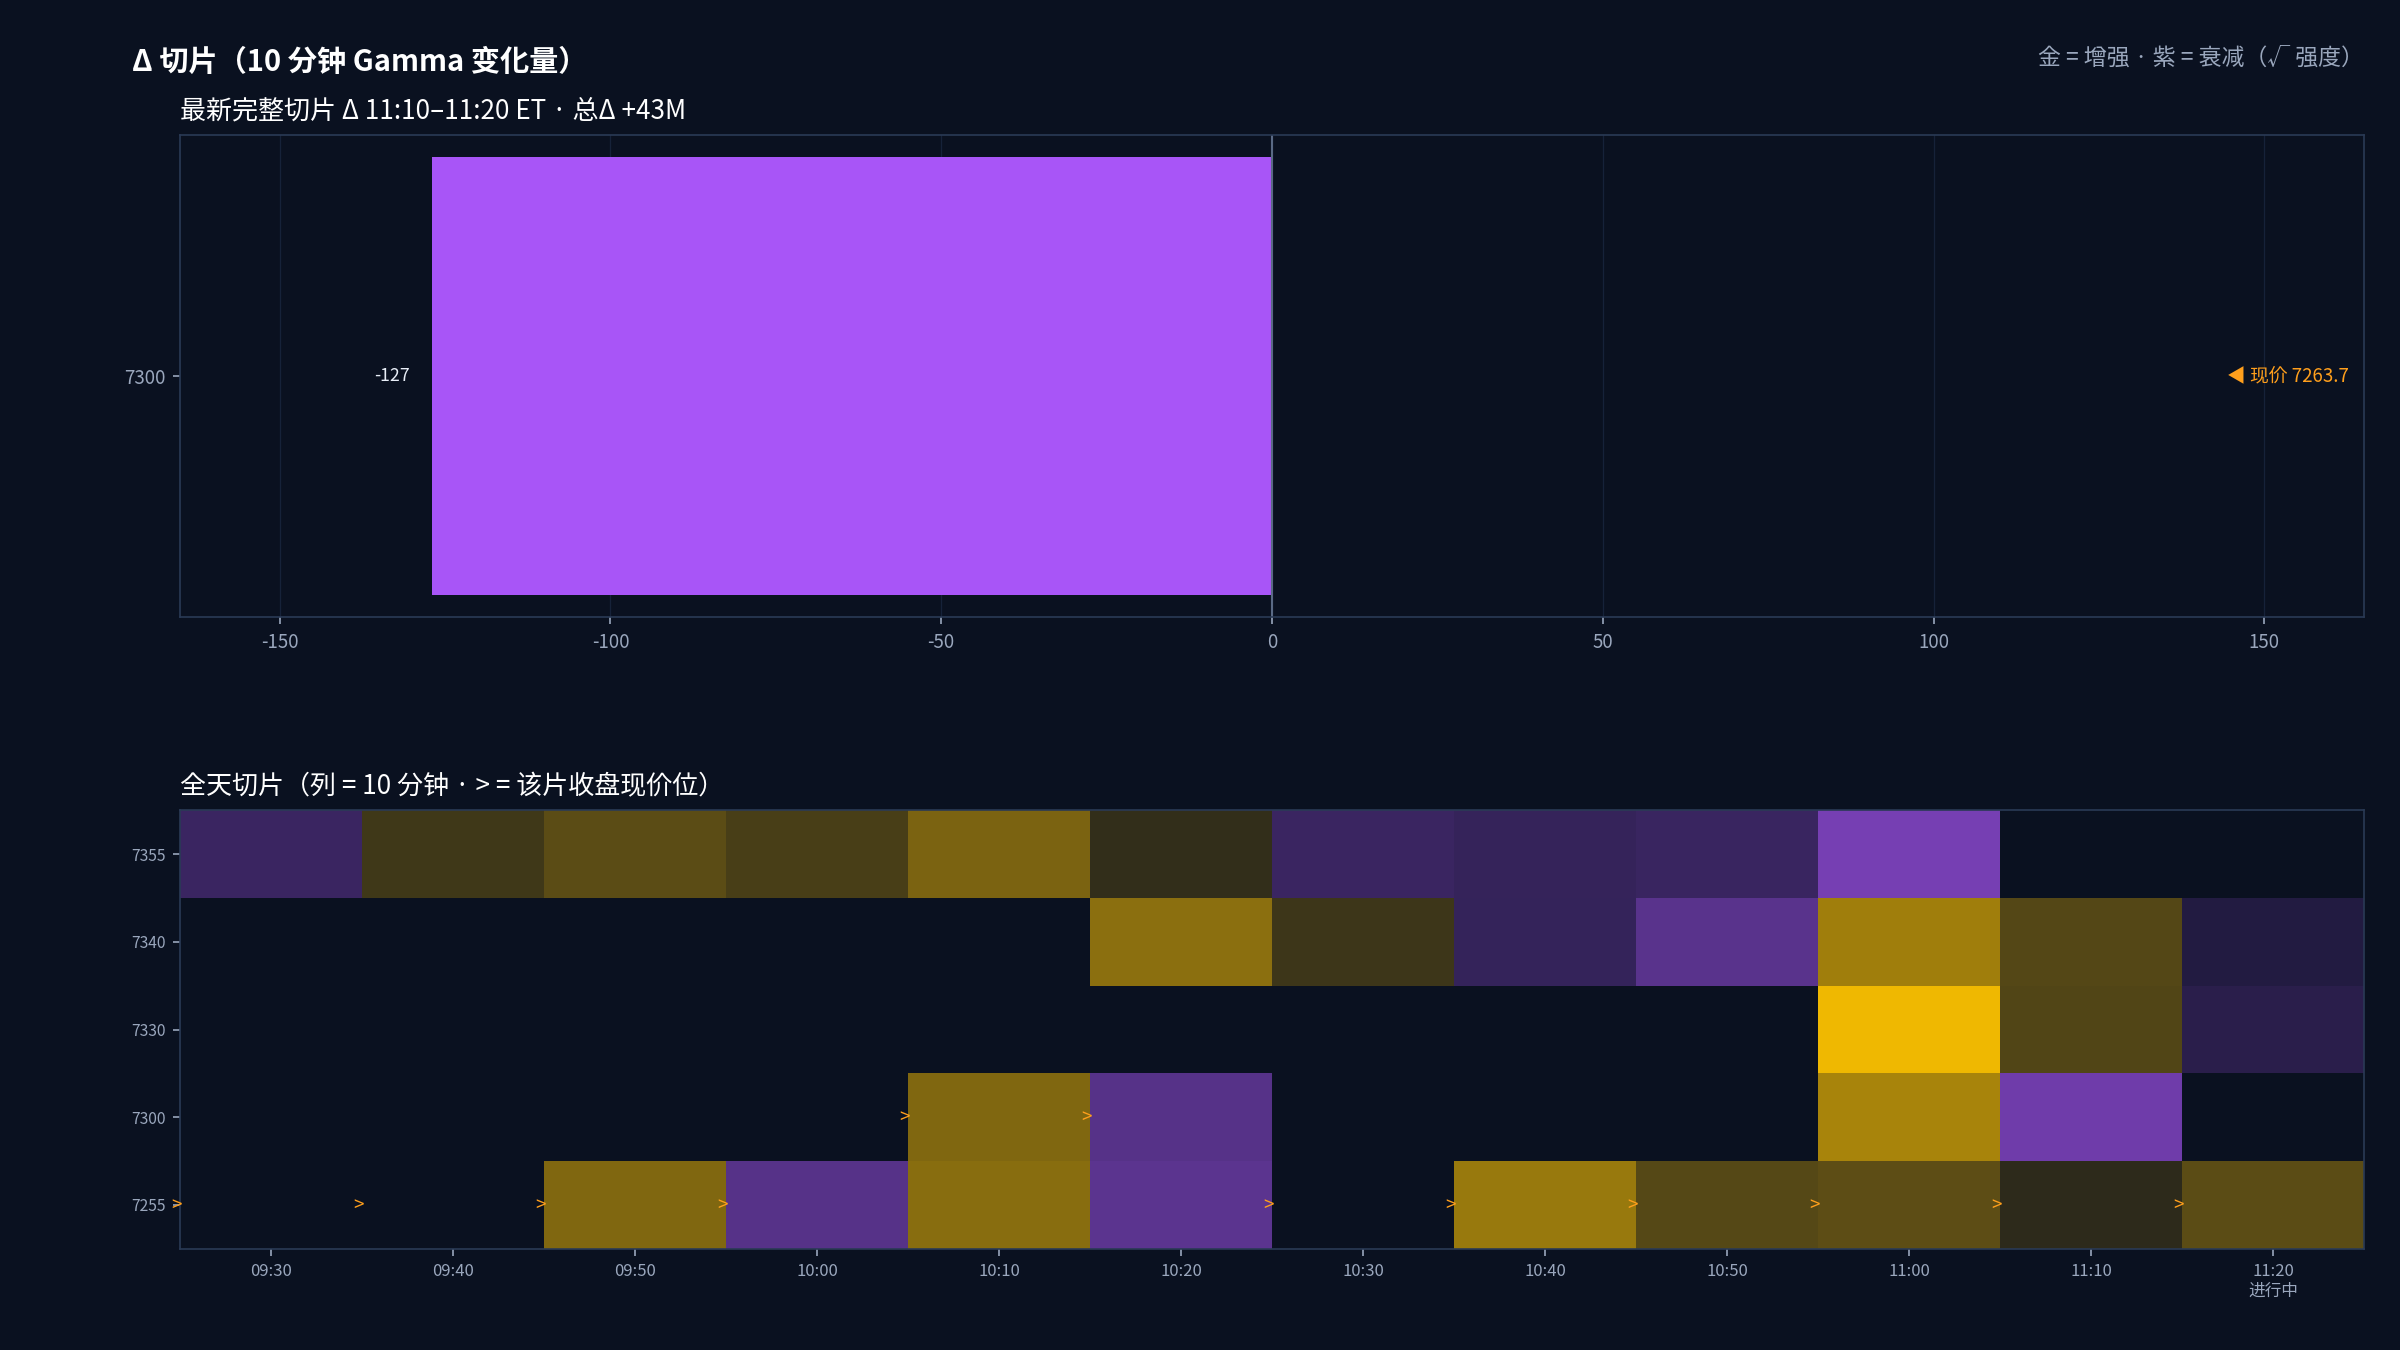 Δ 切片（10 分钟 Gamma 变化量）
金 = 增强 · 紫 = 衰减（√ 强度）
最新完整切片 Δ 11:10–11:20 ET · 总Δ +43M
7300
-127
◀ 现价 7263.7
-150 -100 -50 0 50 100 150
全天切片（列 = 10 分钟 · > = 该片收盘现价位）
7355
7340
7330
7300 > >
7255 > > > > > > > > > >
09:30 09:40 09:50 10:00 10:10 10:20 10:30 10:40 10:50 11:00 11:10 11:20
进行中